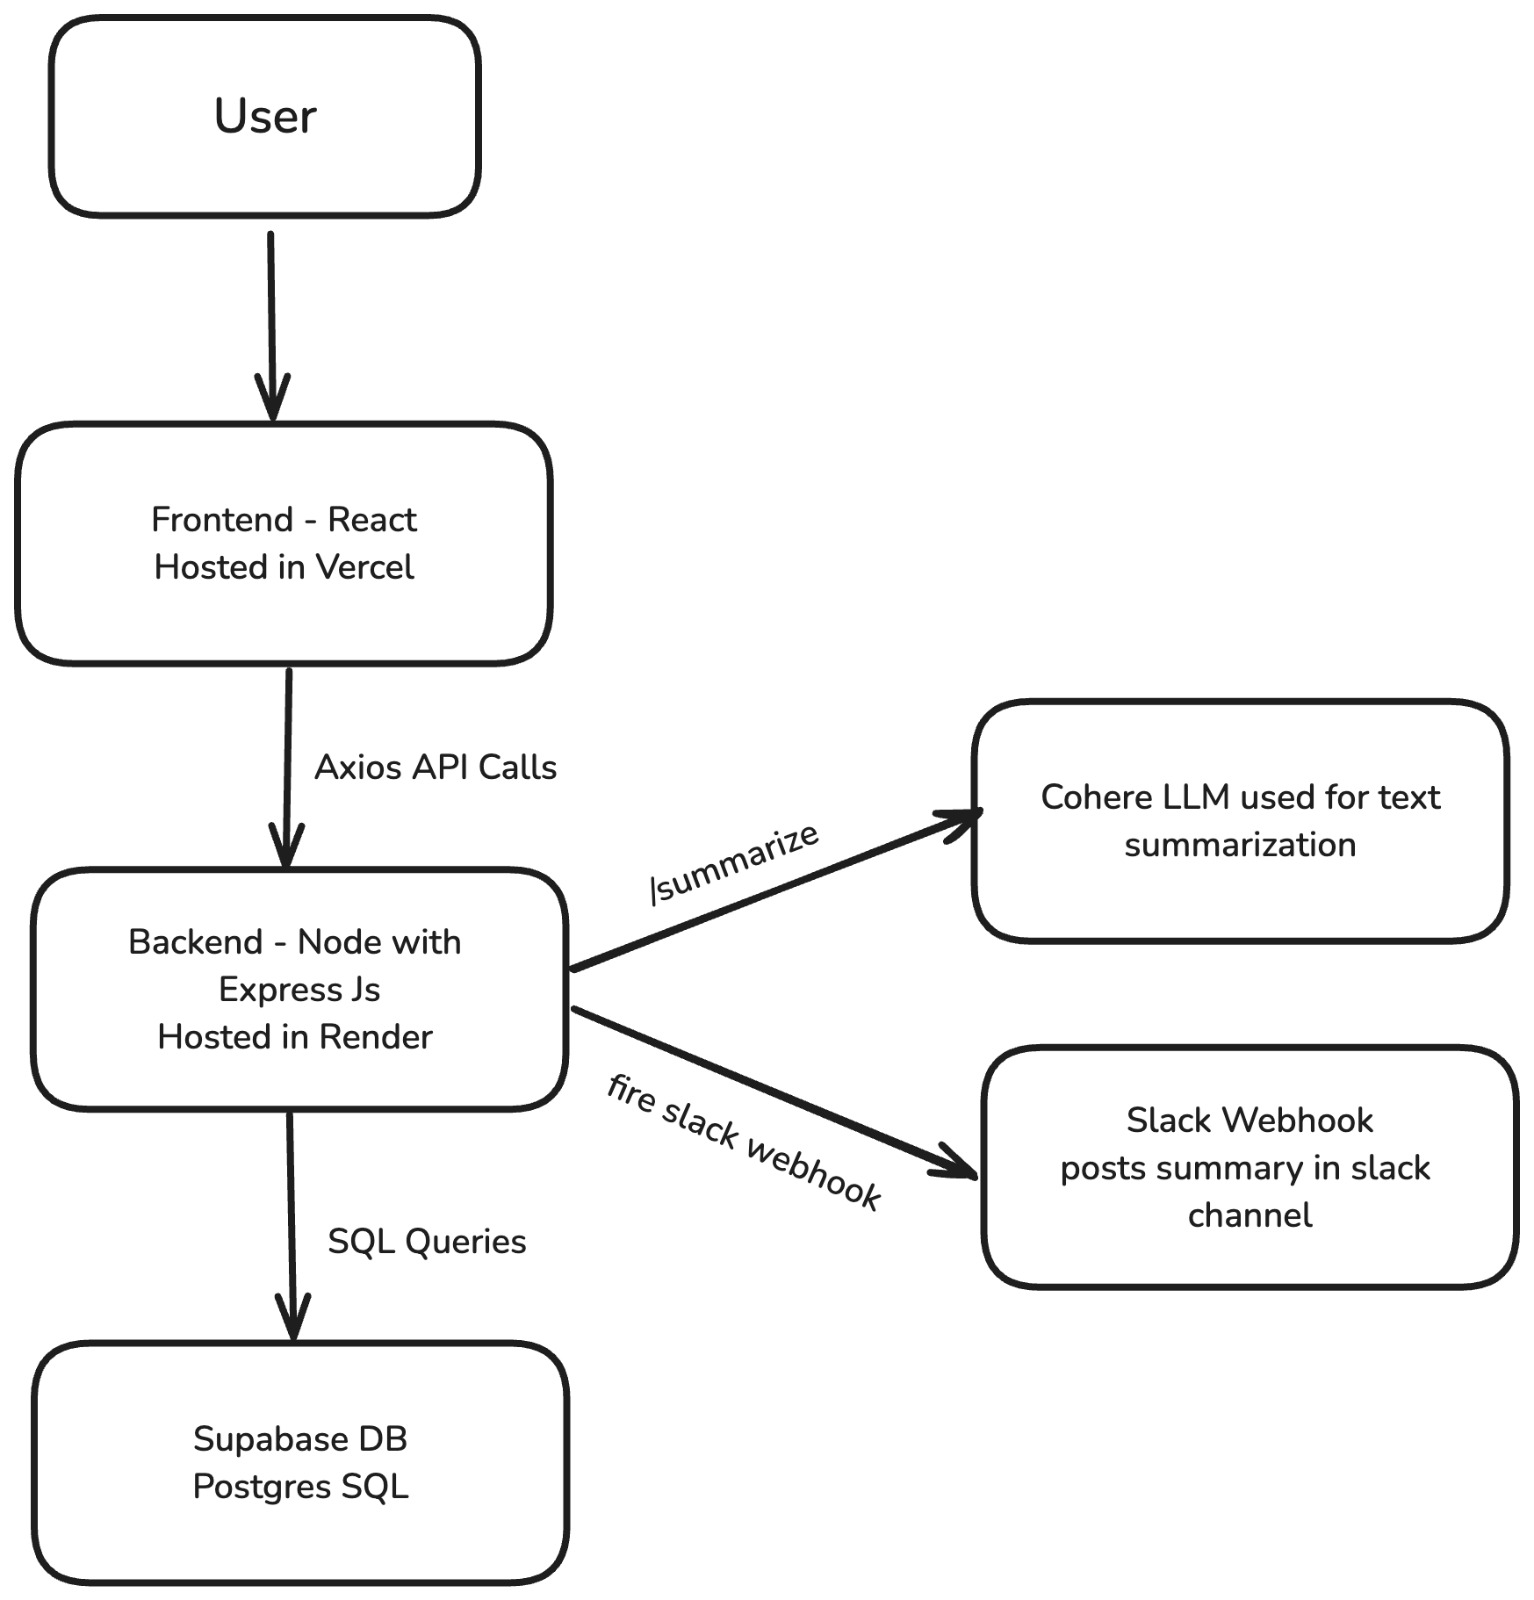 User
Frontend - React
Hosted in Vercel
Axios API Calls
Backend - Node with
Express Js
Hosted in Render
/summarize
Cohere LLM used for text
summarization
fire slack webhook
Slack Webhook
posts summary in slack
channel
SQL Queries
Supabase DB
Postgres SQL